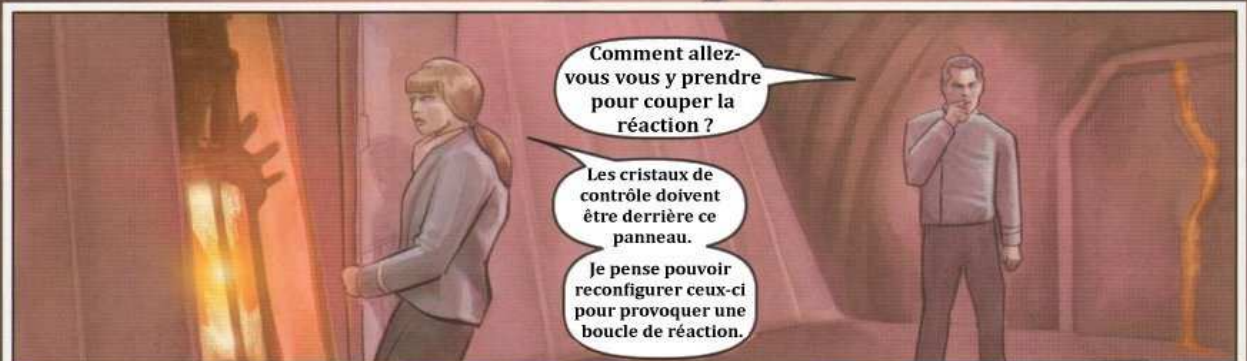 Comment allez-
vous vous y prendre
pour couper la
réaction ?
Les cristaux de
contrôle doivent
être derrière ce
panneau.
Je pense pouvoir
reconfigurer ceux-ci
pour provoquer une
boucle de réaction.